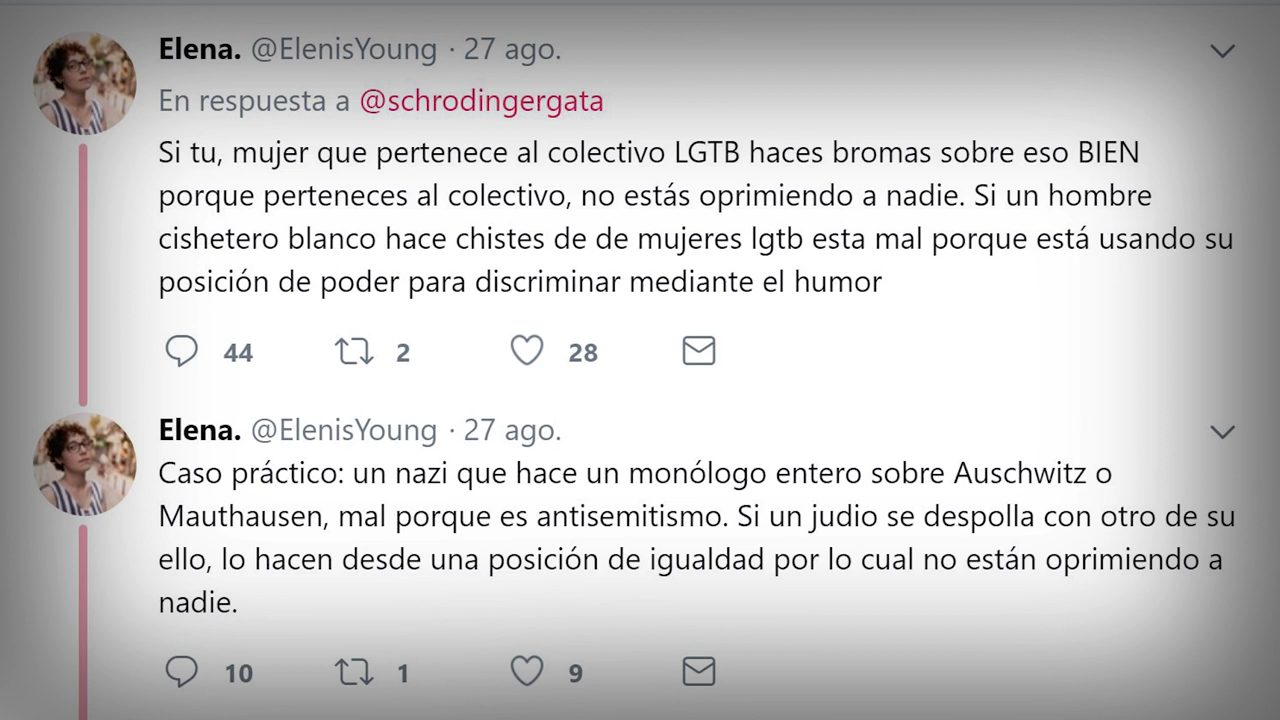 Elena. @ElenisYoung · 27 ago.
En respuesta a @schrodingergata
Si tu, mujer que pertenece al colectivo LGTB haces bromas sobre eso BIEN
porque perteneces al colectivo, no estás oprimiendo a nadie. Si un hombre
cishetero blanco hace chistes de de mujeres lgtb esta mal porque está usando su
posición de poder para discriminar mediante el humor
44 2 28
Elena. @ElenisYoung · 27 ago.
Caso práctico: un nazi que hace un monólogo entero sobre Auschwitz o
Mauthausen, mal porque es antisemitismo. Si un judio se despolla con otro de su
ello, lo hacen desde una posición de igualdad por lo cual no están oprimiendo a
nadie.
10 1 9